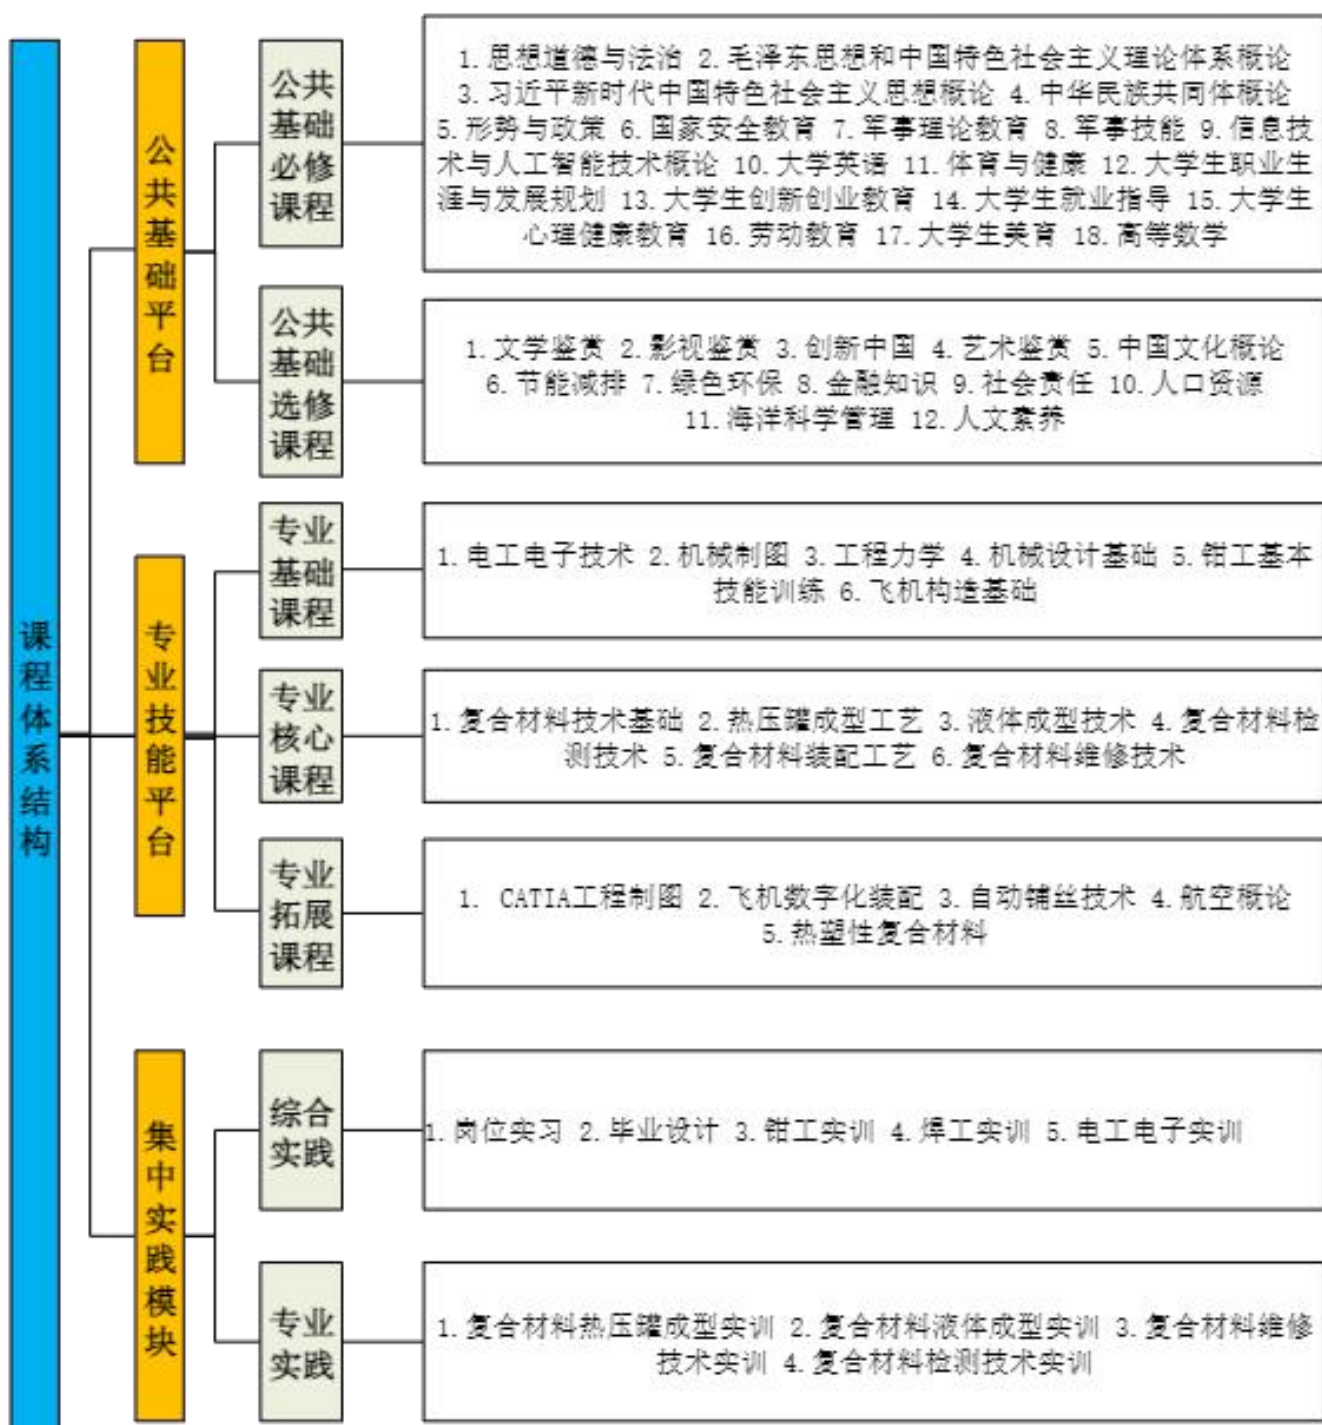 课程体系结构
公共基础平台
公共
基础
必修
课程
1.思想道德与法治 2.毛泽东思想和中国特色社会主义理论体系概论
3.习近平新时代中国特色社会主义思想概论 4.中华民族共同体概论
5.形势与政策 6.国家安全教育 7.军事理论教育 8.军事技能 9.信息技
术与人工智能技术概论 10.大学英语 11.体育与健康 12.大学生职业生
涯与发展规划 13.大学生创新创业教育 14.大学生就业指导 15.大学生
心理健康教育 16.劳动教育 17.大学生美育 18.高等数学
公共
基础
选修
课程
1.文学鉴赏 2.影视鉴赏 3.创新中国 4.艺术鉴赏 5.中国文化概论
6.节能减排 7.绿色环保 8.金融知识 9.社会责任 10.人口资源
11.海洋科学管理 12.人文素养
专业技能平台
专业
基础
课程
1.电工电子技术 2.机械制图 3.工程力学 4.机械设计基础 5.钳工基本
技能训练 6.飞机构造基础
专业
核心
课程
1.复合材料技术基础 2.热压罐成型工艺 3.液体成型技术 4.复合材料检
测技术 5.复合材料装配工艺 6.复合材料维修技术
专业
拓展
课程
1. CATIA工程制图 2.飞机数字化装配 3.自动铺丝技术 4.航空概论
5.热塑性复合材料
集中实践模块
综合
实践
1.岗位实习 2.毕业设计 3.钳工实训 4.焊工实训 5.电工电子实训
专业
实践
1.复合材料热压罐成型实训 2.复合材料液体成型实训 3.复合材料维修
技术实训 4.复合材料检测技术实训